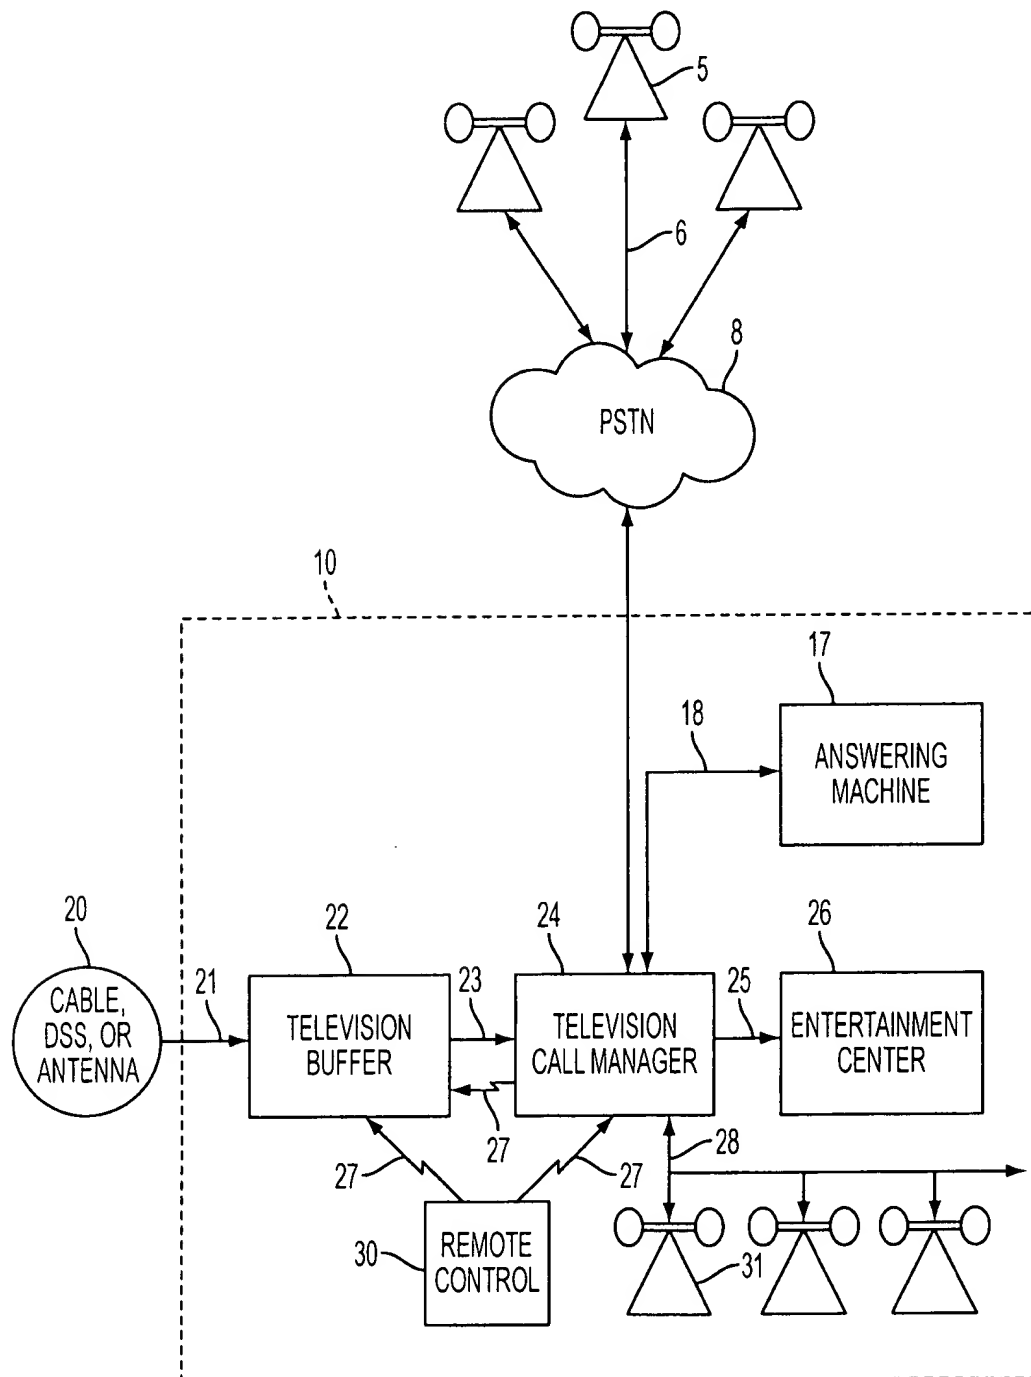 5
6
8
PSTN
10
17
18
ANSWERING
MACHINE
20
22
24
26
21
23
25
CABLE,
DSS, OR
ANTENNA
TELEVISION
BUFFER
TELEVISION
CALL MANAGER
ENTERTAINMENT
CENTER
27
27
27
28
30
REMOTE
CONTROL
31